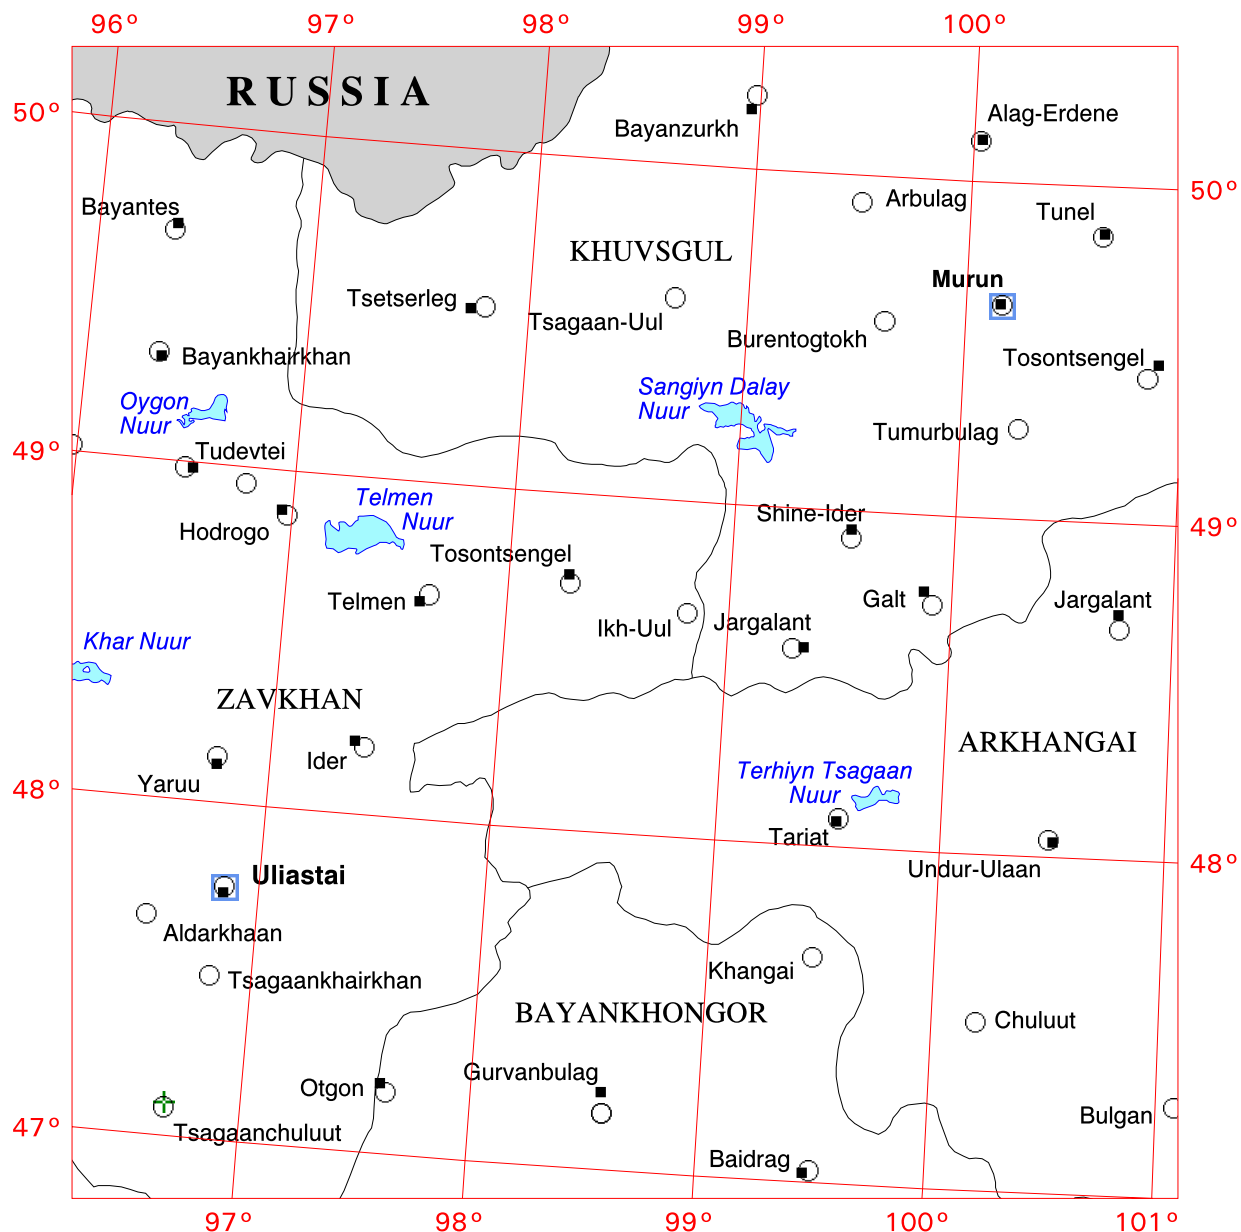 96° 97° 98° 99° 100°
RUSSIA
50°
Bayanzurkh
Alag-Erdene
50°
Bayantes
Arbulag
Tunel
KHUVSGUL
Murun
Tsetserleg
Tsagaan-Uul
Burentogtokh
Bayankhairkhan
Tosontsengel
Oygon
Nuur
Sangiyn Dalay
Nuur
Tumurbulag
49°
Tudevtei
Telmen
Nuur
Hodrogo
Shine-Ider
49°
Tosontsengel
Telmen
Ikh-Uul
Jargalant
Galt
Jargalant
Khar Nuur
ZAVKHAN
ARKHANGAI
Ider
Yaruu
Terhiyn Tsagaan
Nuur
48°
Tariat
Undur-Ulaan
48°
Uliastai
Aldarkhaan
Tsagaankhairkhan
Khangai
BAYANKHONGOR
Chuluut
Gurvanbulag
Otgon
Bulgan
47°
Tsagaanchuluut
Baidrag
97° 98° 99° 100° 101°